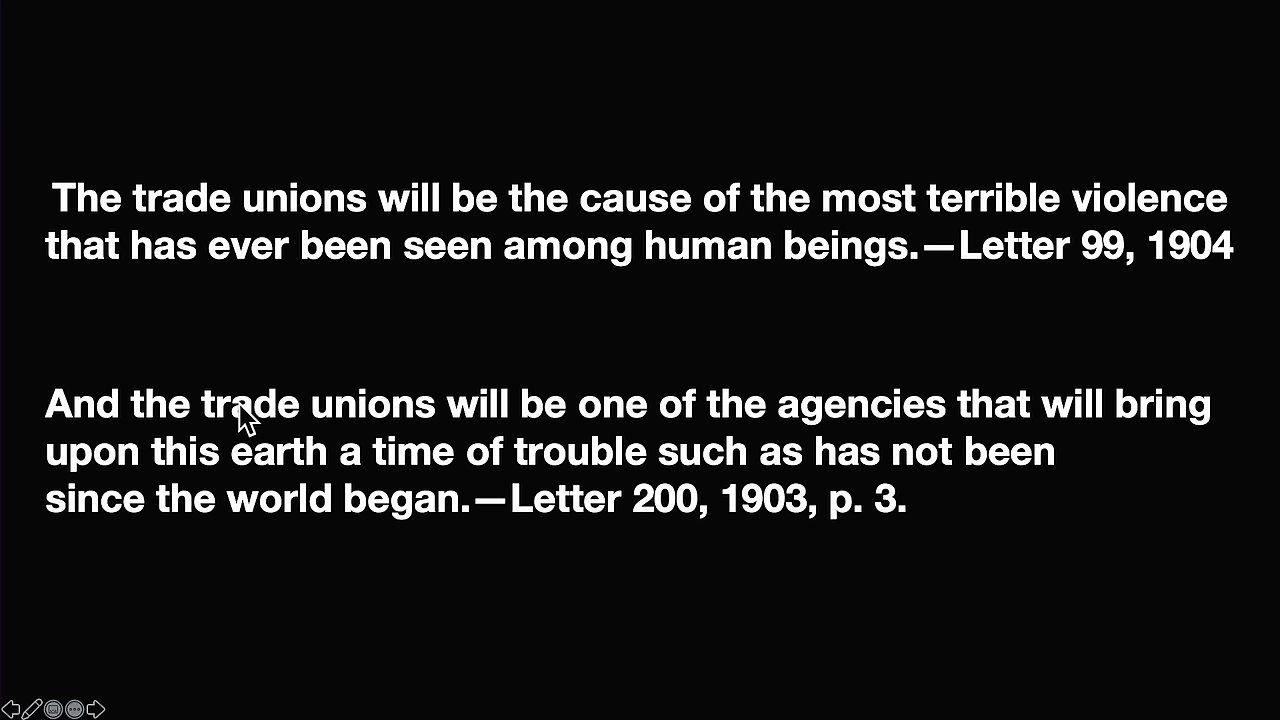 The trade unions will be the cause of the most terrible violence
that has ever been seen among human beings.—Letter 99, 1904
And the trade unions will be one of the agencies that will bring
upon this earth a time of trouble such as has not been
since the world began.—Letter 200, 1903, p. 3.